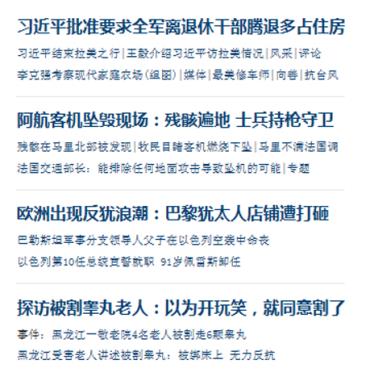 习近平批准要求全军离退休干部腾退多占住房
习近平结束拉美之行|王毅介绍习近平访拉美情况|风采|评论
李克强考察现代家庭农场(组图)|媒体|最美修车师|向善|抗台风
阿航客机坠毁现场：残骸遍地 士兵持枪守卫
残骸在马里北部被发现|牧民目睹客机燃烧下坠|马里不满法国调
法国交通部长：能排除任何地面攻击导致坠机的可能|专题
欧洲出现反犹浪潮：巴黎犹太人店铺遭打砸
巴勒斯坦军事分支领导人父子在以色列空袭中命丧
以色列第10任总统宣誓就职 91岁佩雷斯卸任
探访被割睾丸老人：以为开玩笑，就同意割了
事件：黑龙江一敬老院4名老人被割走6颗睾丸
黑龙江受害老人讲述被割睾丸：被绑床上 无力反抗